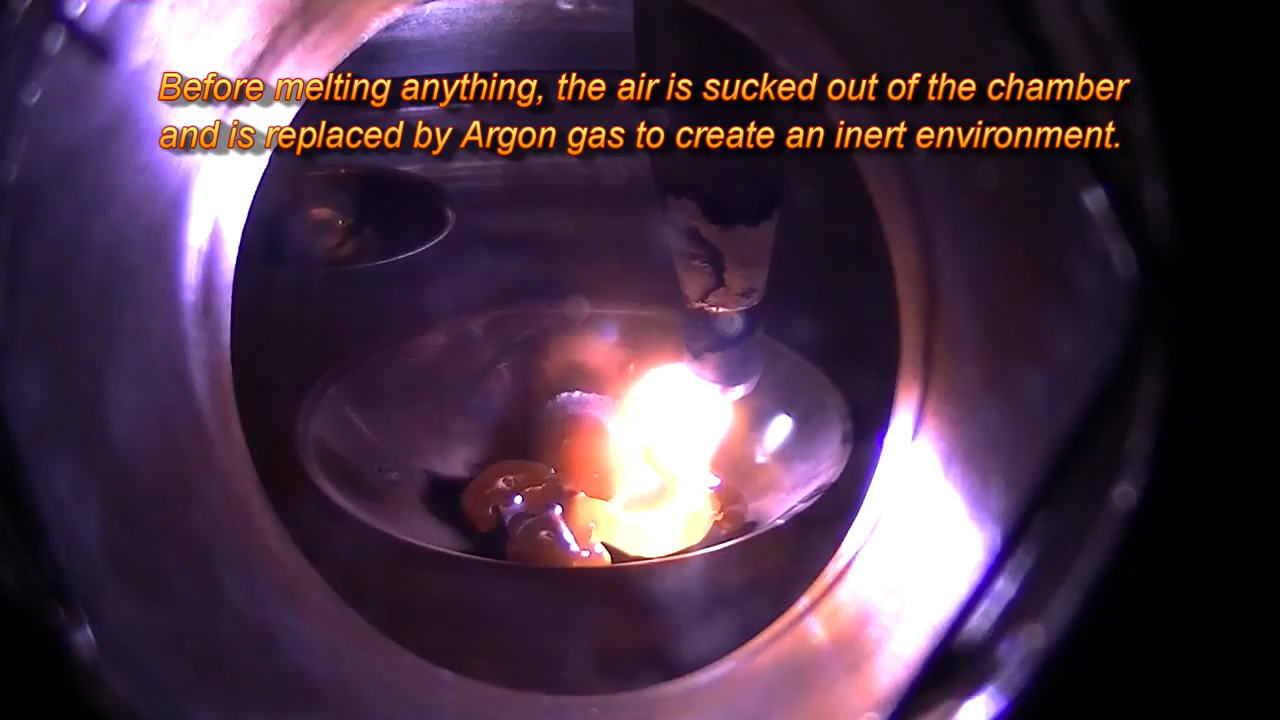 Before melting anything, the air is sucked out of the chamber
and is replaced by Argon gas to create an inert environment.